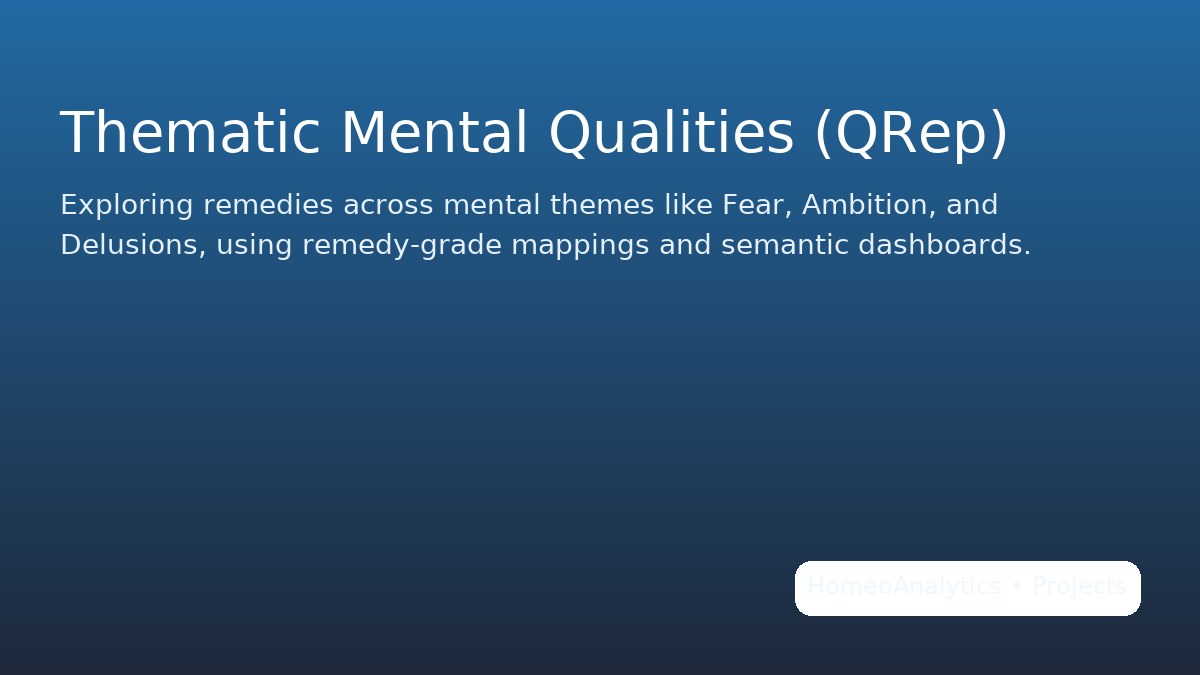 Thematic Mental Qualities (QRep)
Exploring remedies across mental themes like Fear, Ambition, and
Delusions, using remedy-grade mappings and semantic dashboards.
HomeoAnalytics • Projects